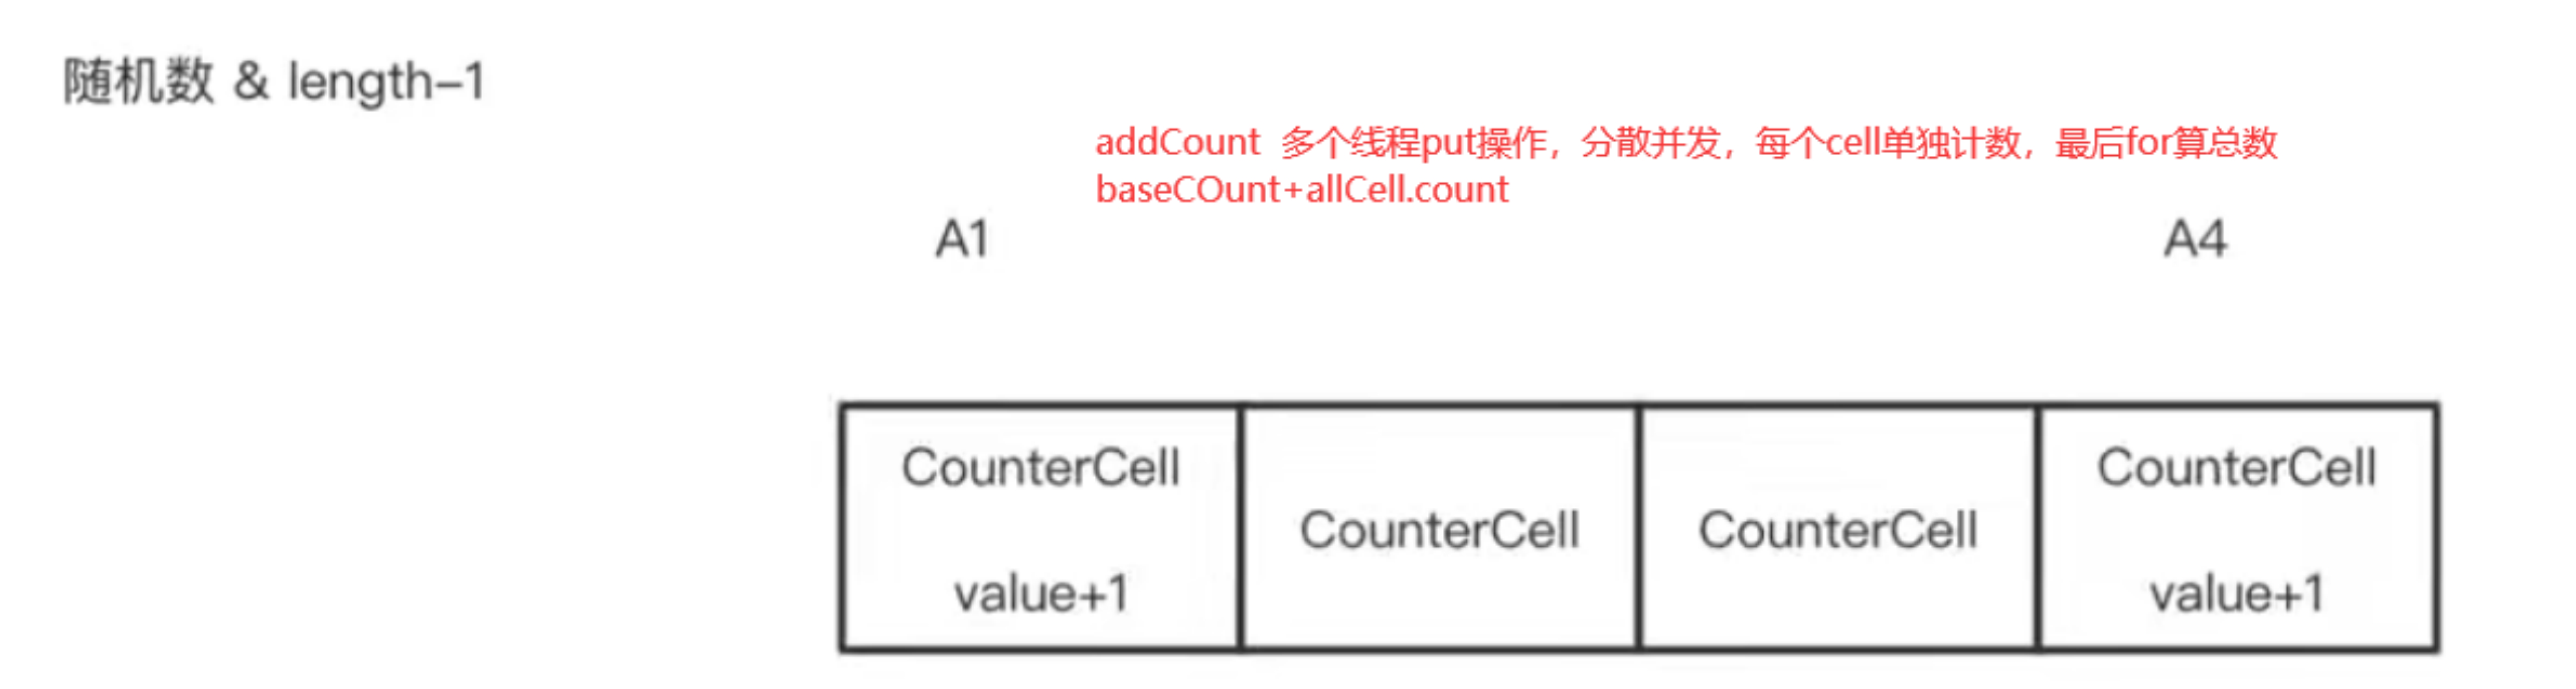 随机数 & length-1
addCount 多个线程put操作，分散并发，每个cell单独计数，最后for算总数
baseCOunt+allCell.count
A1
A4
CounterCell
value+1
CounterCell
CounterCell
CounterCell
value+1